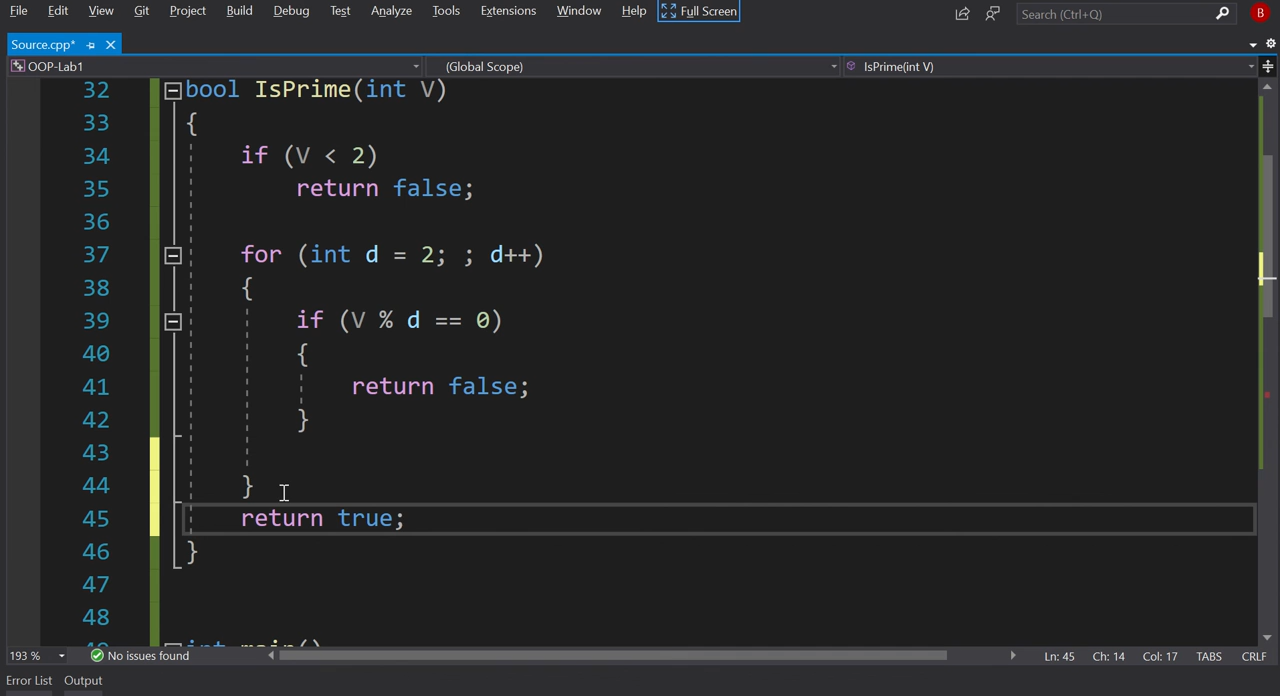 File Edit View Git Project Build Debug Test Analyze Tools Extensions Window Help Full Screen Search (Ctrl+Q) B
Source.cpp*
OOP-Lab1 (Global Scope) IsPrime(int V)
32 bool IsPrime(int V)
33 {
34 if (V < 2)
35 return false;
36
37 for (int d = 2; ; d++)
38 {
39 if (V % d == 0)
40 {
41 return false;
42 }
43
44 }
45 return true;
46 }
47
48
int main()
193 % No issues found Ln: 45 Ch: 14 Col: 17 TABS CRLF
Error List Output